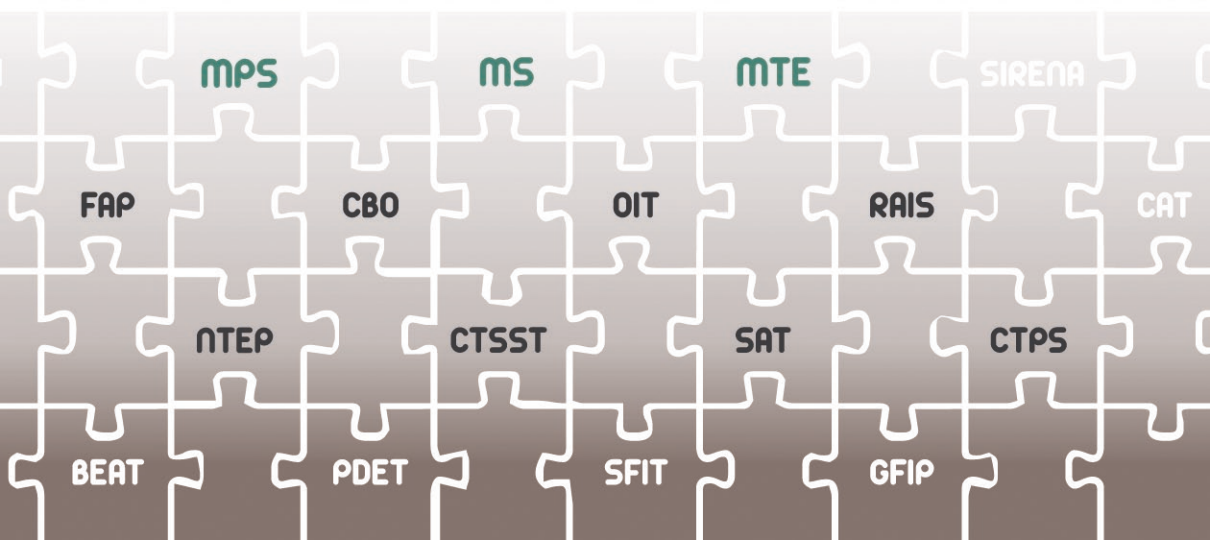 MPS MS MTE SIRENA
FAP CBO OIT RAIS CAT
NTEP CTSST SAT CTPS
BEAT PDET SFIT GFIP